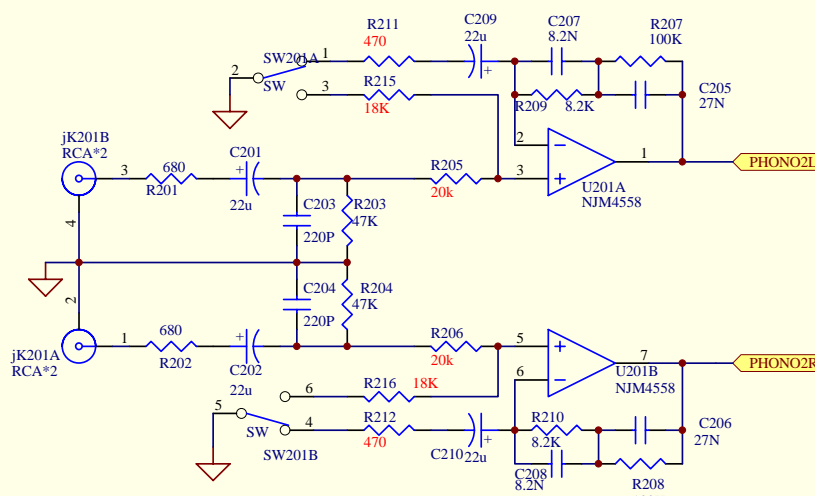 R211
470
C209
22u
C207
8.2N
R207
100K
SW201A
SW
1
2
3
R215
18K
R209
8.2K
C205
27N
jK201B
RCA*2
3
4
680
R201
C201
22u
C203
220P
R203
47K
R205
20k
2
3
1
U201A
NJM4558
PHONO2L
2
C204
220P
R204
47K
jK201A
RCA*2
1
680
R202
C202
22u
R206
20k
5
6
7
U201B
NJM4558
PHONO2R
6
5
4
SW
SW201B
R216
18K
R212
470
C210
22u
R210
8.2K
C208
8.2N
C206
27N
R208